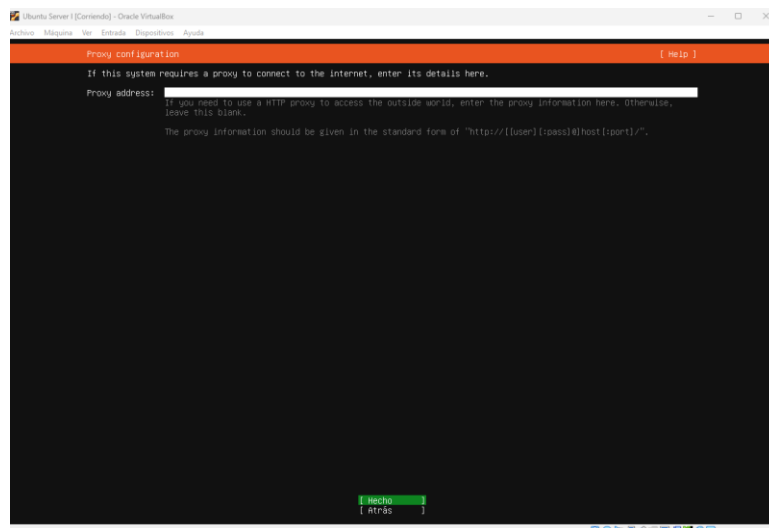 Ubuntu Server I [Corriendo] - Oracle VirtualBox
Archivo Máquina Ver Entrada Dispositivos Ayuda
Proxy configuration [ Help ]
If this system requires a proxy to connect to the internet, enter its details here.
Proxy address:
If you need to use a HTTP proxy to access the outside world, enter the proxy information here. Otherwise,
leave this blank.
The proxy information should be given in the standard form of "http://[[user][:pass]@]host[:port]/".
[ Hecho ]
[ Atrás ]